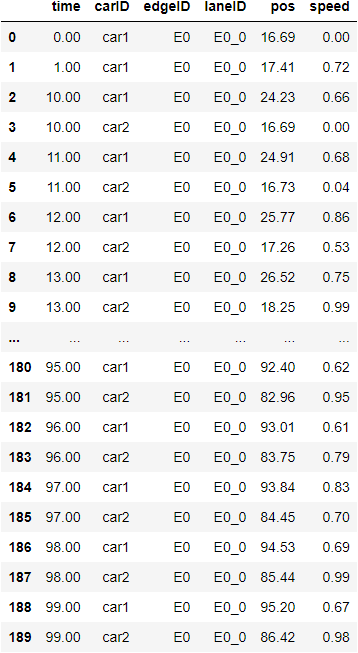 time carID edgeID laneID pos speed
0 0.00 car1 E0 E0_0 16.69 0.00
1 1.00 car1 E0 E0_0 17.41 0.72
2 10.00 car1 E0 E0_0 24.23 0.66
3 10.00 car2 E0 E0_0 16.69 0.00
4 11.00 car1 E0 E0_0 24.91 0.68
5 11.00 car2 E0 E0_0 16.73 0.04
6 12.00 car1 E0 E0_0 25.77 0.86
7 12.00 car2 E0 E0_0 17.26 0.53
8 13.00 car1 E0 E0_0 26.52 0.75
9 13.00 car2 E0 E0_0 18.25 0.99
... ... ... ... ... ... ...
180 95.00 car1 E0 E0_0 92.40 0.62
181 95.00 car2 E0 E0_0 82.96 0.95
182 96.00 car1 E0 E0_0 93.01 0.61
183 96.00 car2 E0 E0_0 83.75 0.79
184 97.00 car1 E0 E0_0 93.84 0.83
185 97.00 car2 E0 E0_0 84.45 0.70
186 98.00 car1 E0 E0_0 94.53 0.69
187 98.00 car2 E0 E0_0 85.44 0.99
188 99.00 car1 E0 E0_0 95.20 0.67
189 99.00 car2 E0 E0_0 86.42 0.98